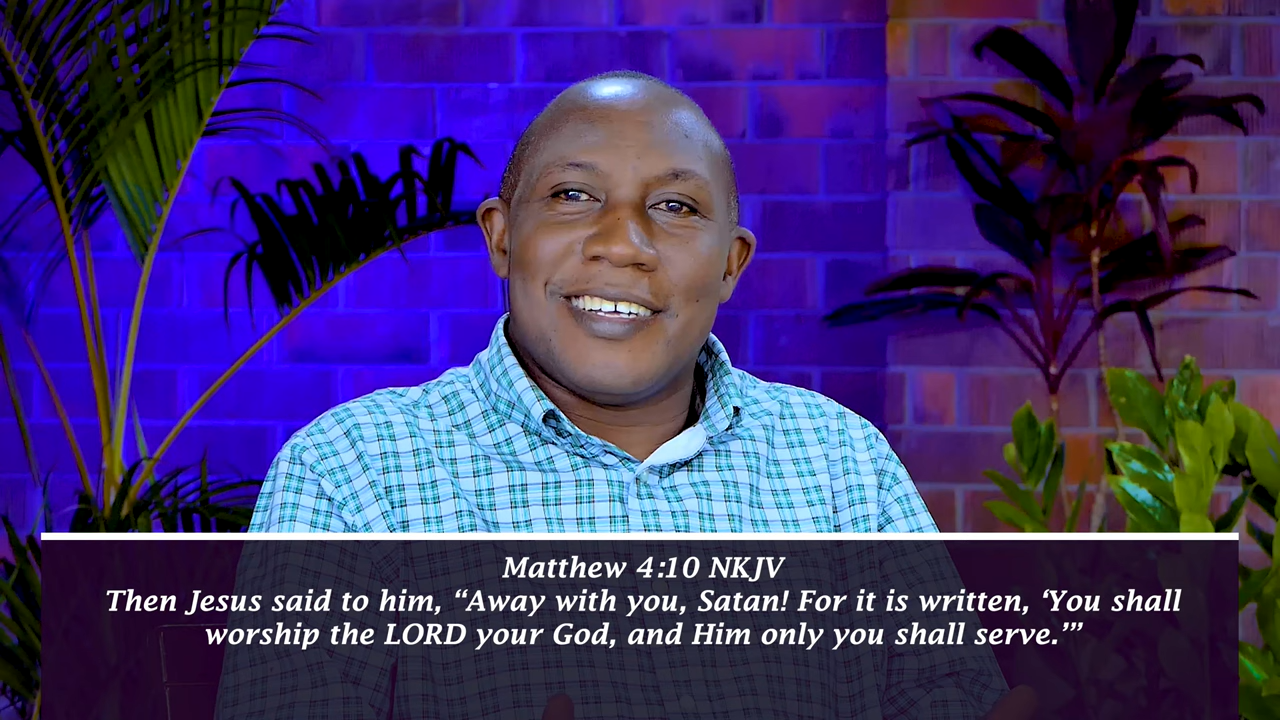 Matthew 4:10 NKJV
Then Jesus said to him, “Away with you, Satan! For it is written, ‘You shall
worship the LORD your God, and Him only you shall serve.’”